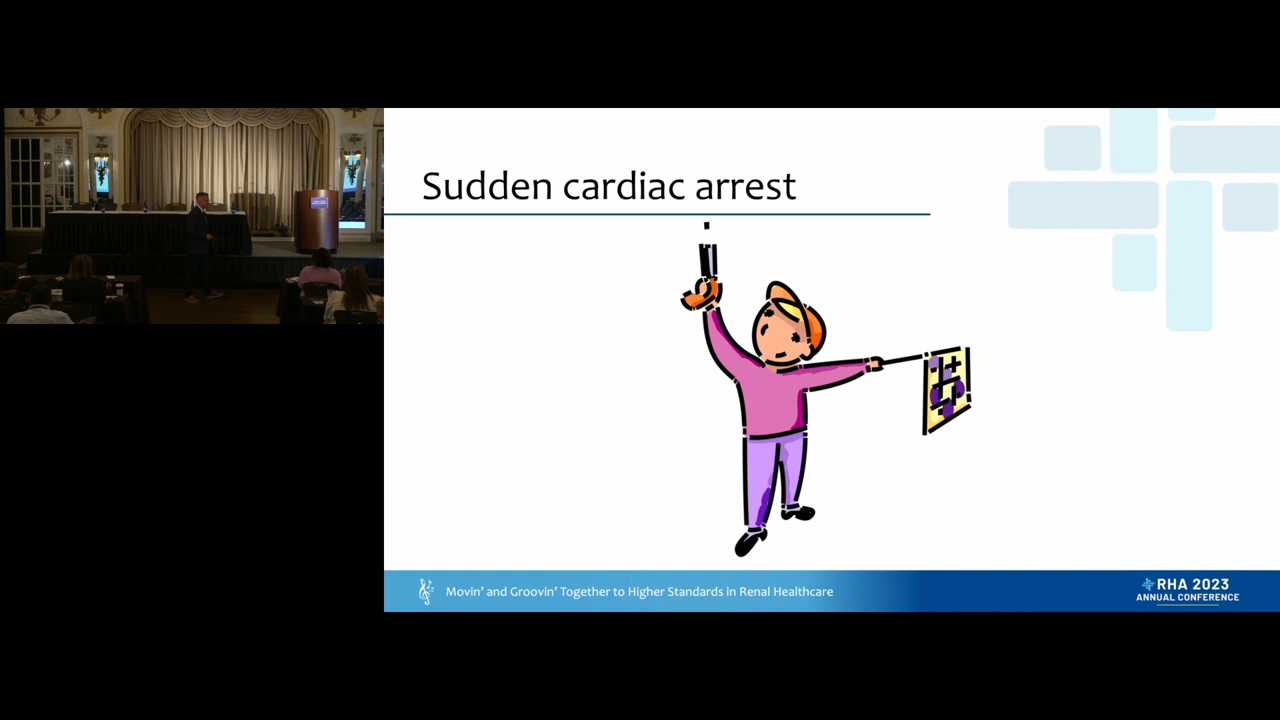 Sudden cardiac arrest
Movin' and Groovin' Together to Higher Standards in Renal Healthcare
RHA 2023
ANNUAL CONFERENCE